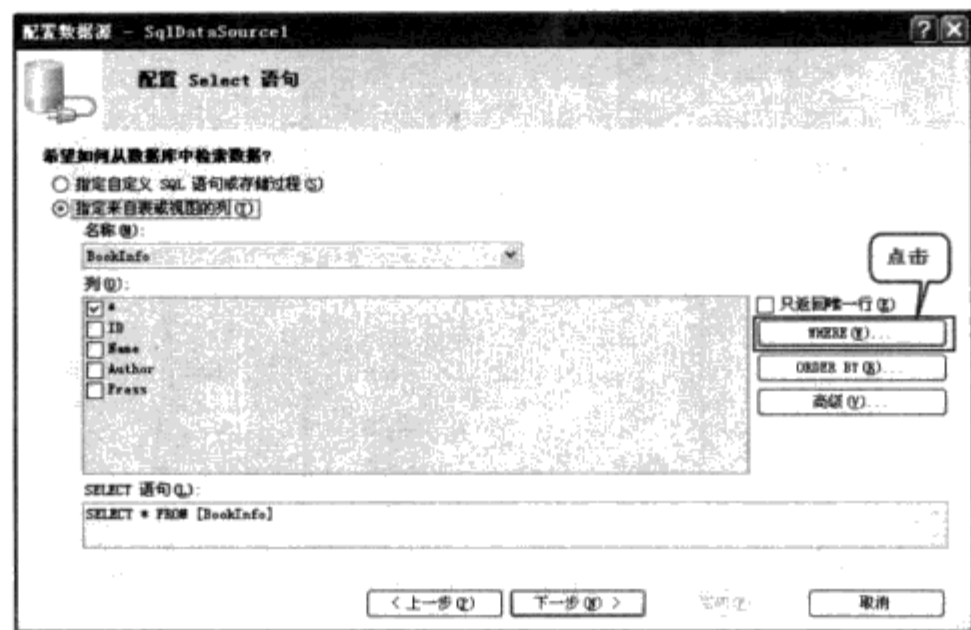 配置数据源 - SqlDataSource1
配置 Select 语句
希望如何从数据库中检索数据?
指定自定义 SQL 语句或存储过程(S)
指定来自表或视图的列(T)
名称(M):
BookInfo
点击
列(O):
*
ID
Name
Author
Press
只返回唯一行(E)
WHERE(W)...
ORDER BY(R)...
高级(V)...
SELECT 语句(L):
SELECT * FROM [BookInfo]
< 上一步(P)
下一步(N) >
取消